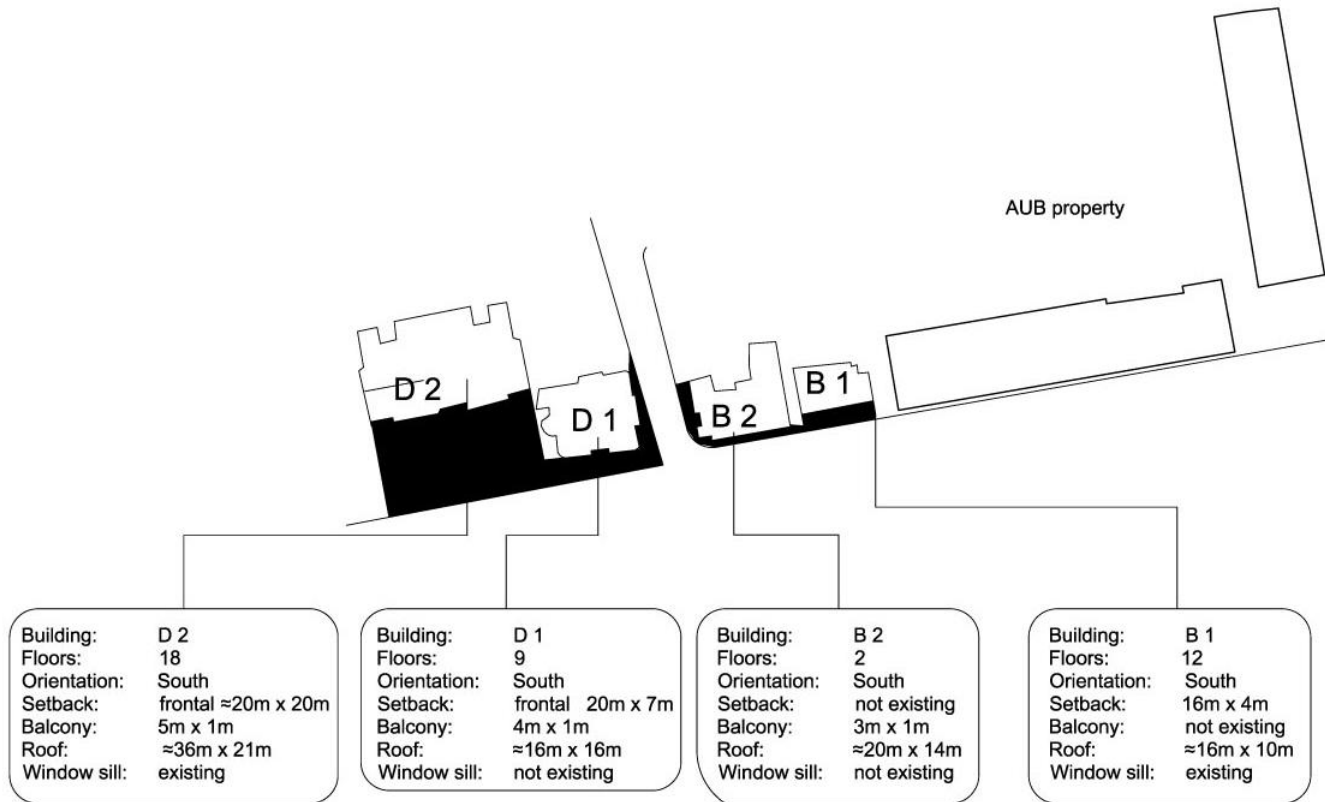 AUB property
D 2
D 1
B 2
B 1
Building: D 2
Floors: 18
Orientation: South
Setback: frontal ≈20m x 20m
Balcony: 5m x 1m
Roof: ≈36m x 21m
Window sill: existing
Building: D 1
Floors: 9
Orientation: South
Setback: frontal 20m x 7m
Balcony: 4m x 1m
Roof: ≈16m x 16m
Window sill: not existing
Building: B 2
Floors: 2
Orientation: South
Setback: not existing
Balcony: 3m x 1m
Roof: ≈20m x 14m
Window sill: not existing
Building: B 1
Floors: 12
Orientation: South
Setback: 16m x 4m
Balcony: not existing
Roof: ≈16m x 10m
Window sill: existing